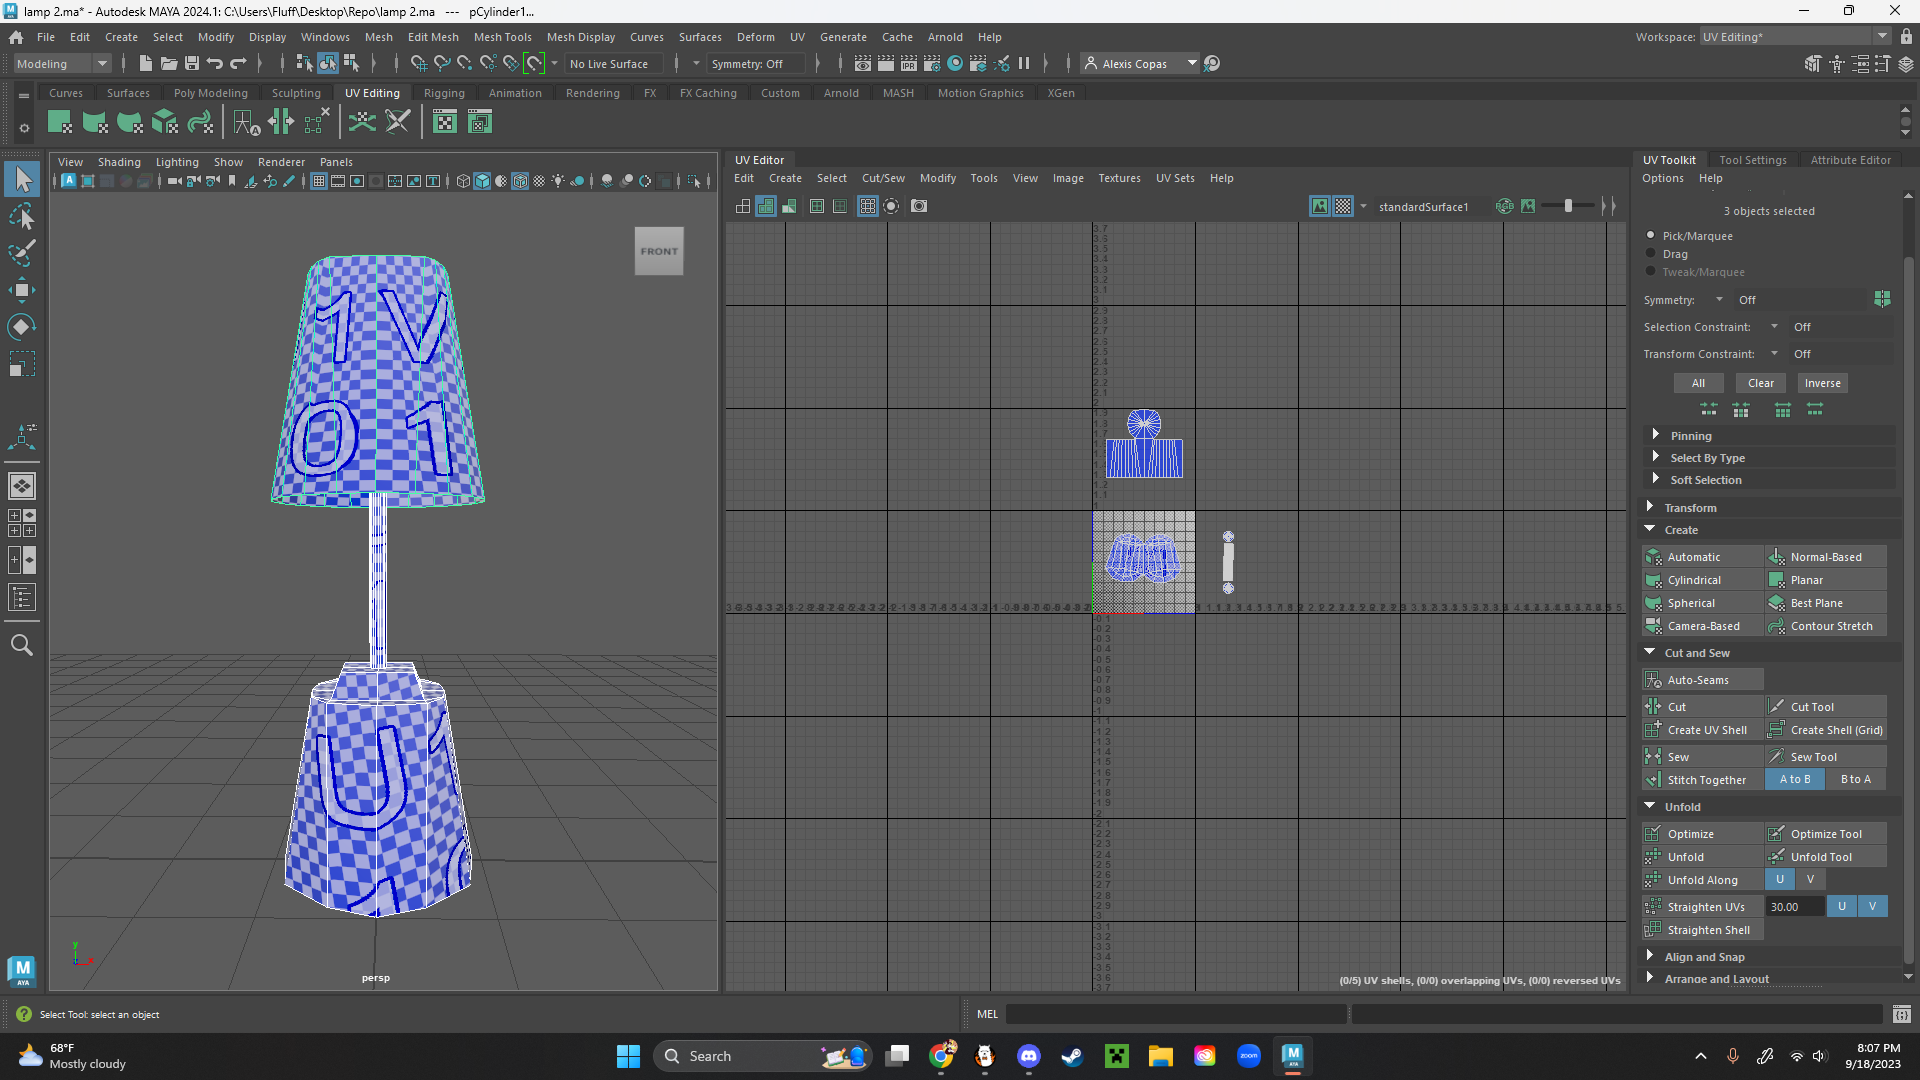 lamp 2.ma* - Autodesk MAYA 2024.1: C:\Users\Fluff\Desktop\Repo\lamp 2.ma   ---   pCylinder1...
File Edit Create Select Modify Display Windows Mesh Edit Mesh Mesh Tools Mesh Display Curves Surfaces Deform UV Generate Cache Arnold Help
Workspace: UV Editing*
Modeling
No Live Surface
Symmetry: Off
IPR
Alexis Copas
Curves Surfaces Poly Modeling Sculpting UV Editing Rigging Animation Rendering FX FX Caching Custom Arnold MASH Motion Graphics XGen
View Shading Lighting Show Renderer Panels
FRONT
1V
O1
U
1
y
persp
UV Editor
Edit Create Select Cut/Sew Modify Tools View Image Textures UV Sets Help
standardSurface1
RGB
(0/5) UV shells, (0/0) overlapping UVs, (0/0) reversed UVs
UV Toolkit Tool Settings Attribute Editor
Options Help
3 objects selected
Pick/Marquee
Drag
Tweak/Marquee
Symmetry: Off
Selection Constraint: Off
Transform Constraint: Off
All Clear Inverse
Pinning
Select By Type
Soft Selection
Transform
Create
Automatic Normal-Based
Cylindrical Planar
Spherical Best Plane
Camera-Based Contour Stretch
Cut and Sew
Auto-Seams
Cut Cut Tool
Create UV Shell Create Shell (Grid)
Sew Sew Tool
Stitch Together A to B B to A
Unfold
Optimize Optimize Tool
Unfold Unfold Tool
Unfold Along U V
Straighten UVs 30.00 U V
Straighten Shell
Align and Snap
Arrange and Layout
M
AYA
Select Tool: select an object
MEL
68°F
Mostly cloudy
Search
zoom
8:07 PM
9/18/2023